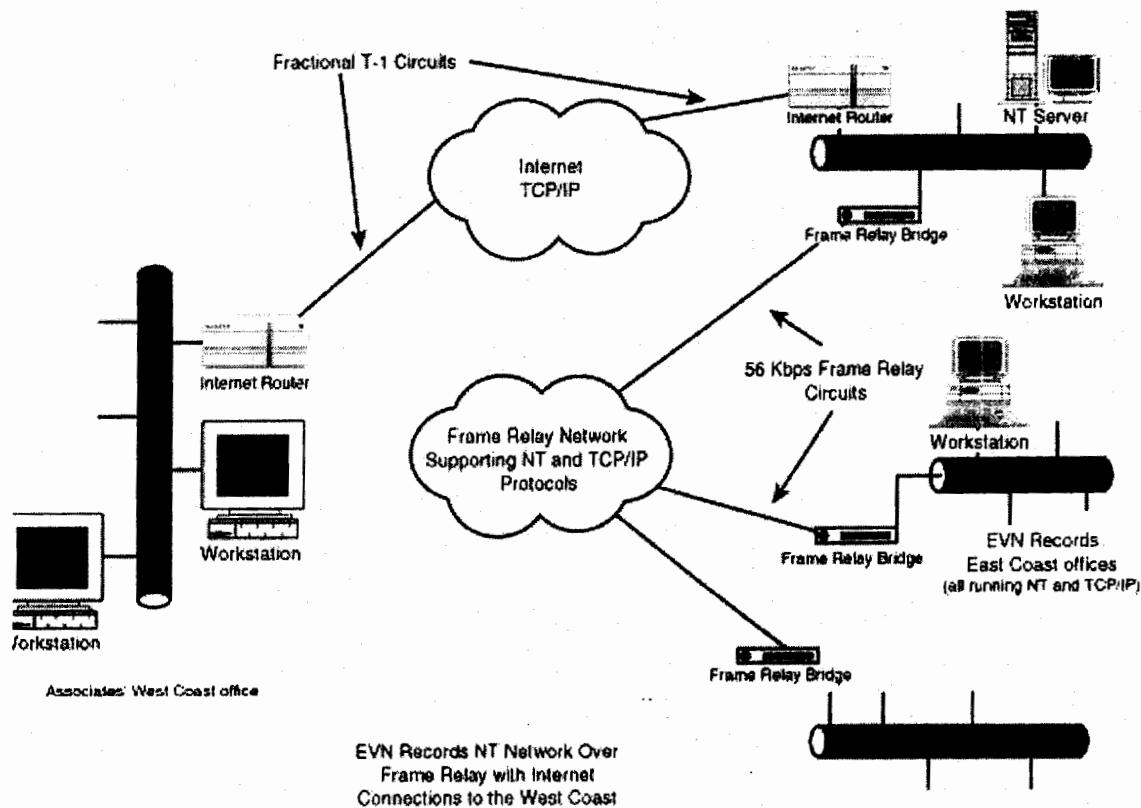 Fractional T-1 Circuits
Internet Router
NT Server
Internet
TCP/IP
Frame Relay Bridge
Workstation
Internet Router
56 Kbps Frame Relay
Circuits
Workstation
Frame Relay Network
Supporting NT and TCP/IP
Protocols
Workstation
Frame Relay Bridge
EVN Records
East Coast offices
(all running NT and TCP/IP)
/orkstation
Frame Relay Bridge
Associates' West Coast office
EVN Records NT Network Over
Frame Relay with Internet
Connections to the West Coast